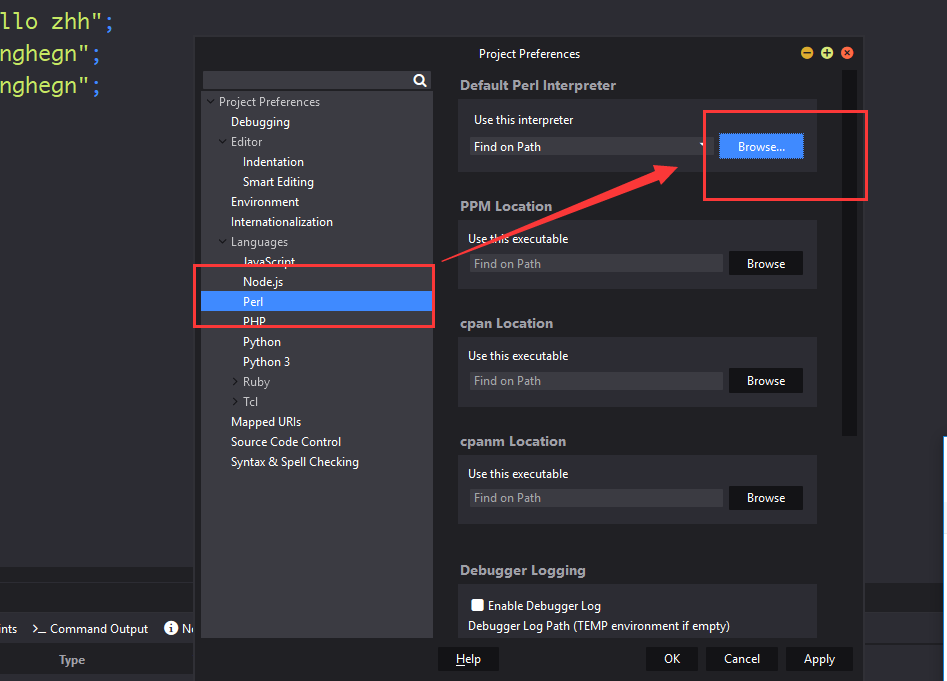 llo zhh";
nghegn";
nghegn";
Project Preferences
Project Preferences
Debugging
Editor
Indentation
Smart Editing
Environment
Internationalization
Languages
JavaScript
Node.js
Perl
PHP
Python
Python 3
Ruby
Tcl
Mapped URIs
Source Code Control
Syntax & Spell Checking
Default Perl Interpreter
Use this interpreter
Find on Path
Browse...
PPM Location
Use this executable
Find on Path
Browse
cpan Location
Use this executable
Find on Path
Browse
cpanm Location
Use this executable
Find on Path
Browse
Debugger Logging
Enable Debugger Log
Debugger Log Path (TEMP environment if empty)
Help
OK
Cancel
Apply
ints
Command Output
Type